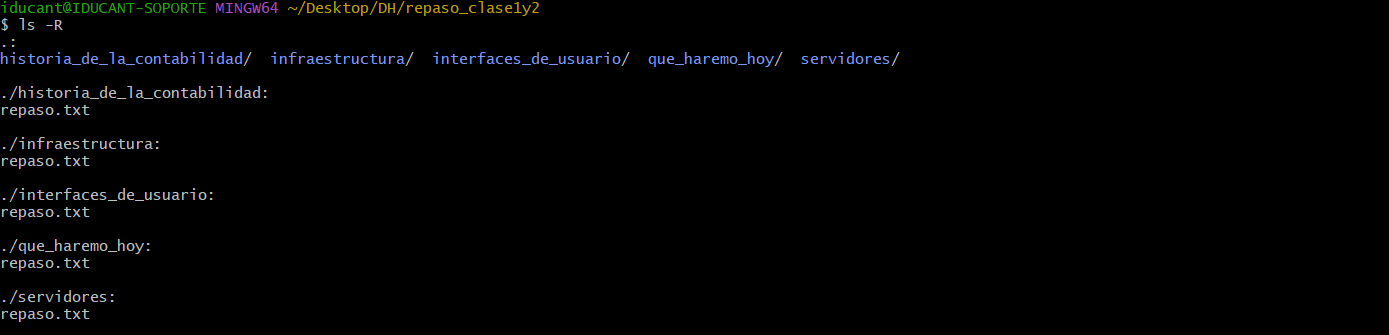 iducant@IDUCANT-SOPORTE MINGW64 ~/Desktop/DH/repaso_clase1y2
$ ls -R
.:
historia_de_la_contabilidad/  infraestructura/  interfaces_de_usuario/  que_haremo_hoy/  servidores/

./historia_de_la_contabilidad:
repaso.txt

./infraestructura:
repaso.txt

./interfaces_de_usuario:
repaso.txt

./que_haremo_hoy:
repaso.txt

./servidores:
repaso.txt